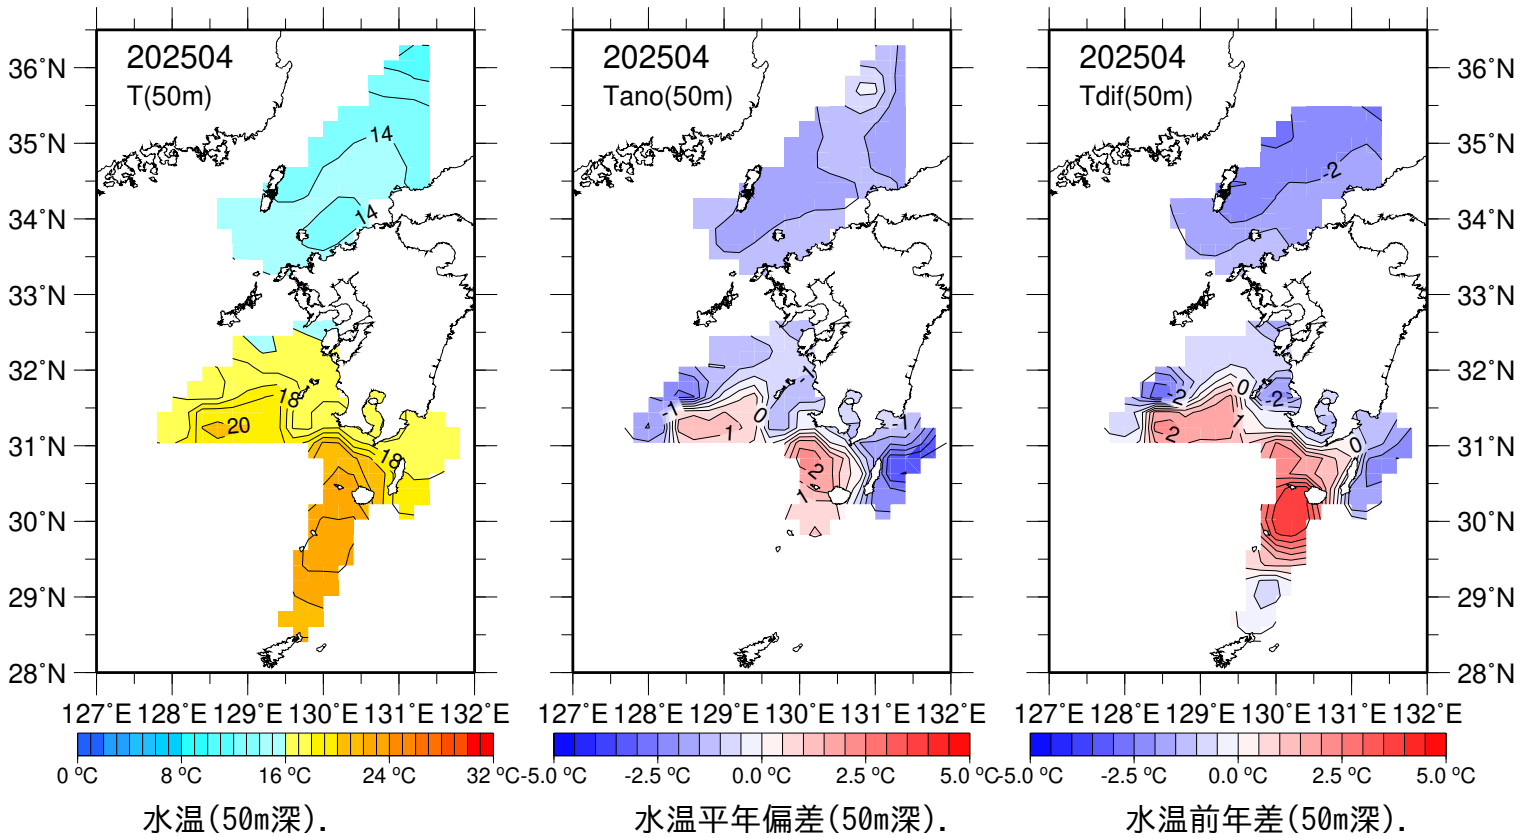 202504
T(50m)
202504
Tano(50m)
202504
Tdif(50m)
36°N
35°N
34°N
33°N
32°N
31°N
30°N
29°N
28°N
14
14
18
20
18
-1
-1
0
1
-1
2
1
-2
0
-2
-2
1
2
0
36°N
35°N
34°N
33°N
32°N
31°N
30°N
29°N
28°N
127°E 128°E 129°E 130°E 131°E 132°E
127°E 128°E 129°E 130°E 131°E 132°E
127°E 128°E 129°E 130°E 131°E 132°E
0 °C 8 °C 16 °C 24 °C 32 °C
-5.0 °C -2.5 °C 0.0 °C 2.5 °C 5.0 °C
-5.0 °C -2.5 °C 0.0 °C 2.5 °C 5.0 °C
水温(50m深).
水温平年偏差(50m深).
水温前年差(50m深).